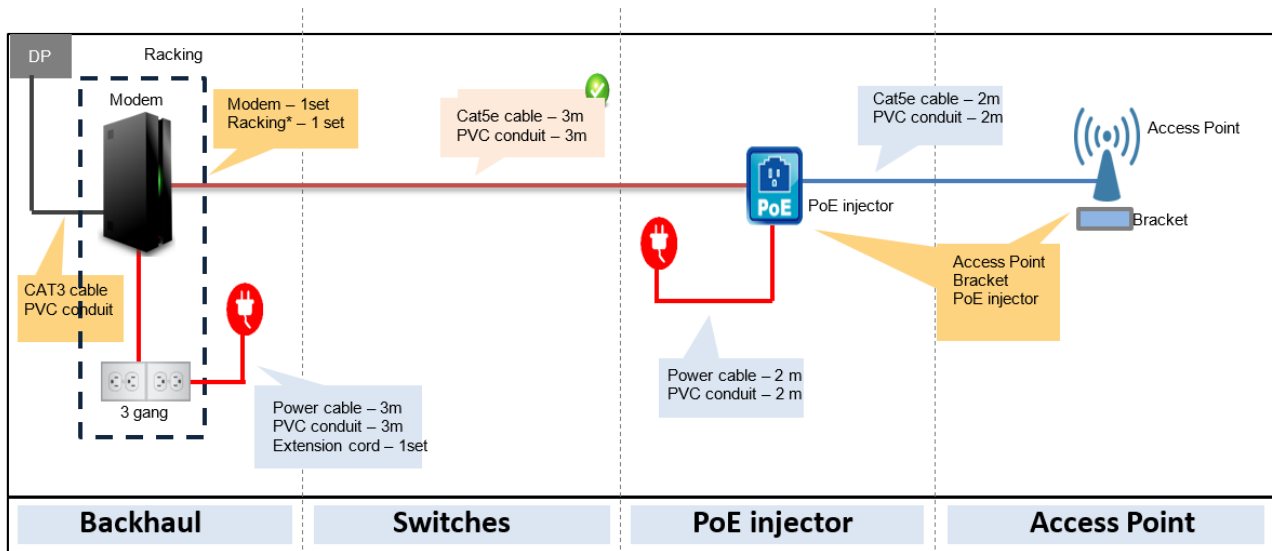 DP
Racking
Modem
Modem – 1set
Racking* – 1 set
Cat5e cable – 3m
PVC conduit – 3m
Cat5e cable – 2m
PVC conduit – 2m
Access Point
PoE
PoE injector
Bracket
CAT3 cable
PVC conduit
Access Point
Bracket
PoE injector
3 gang
Power cable – 3m
PVC conduit – 3m
Extension cord – 1set
Power cable – 2 m
PVC conduit – 2 m
Backhaul
Switches
PoE injector
Access Point